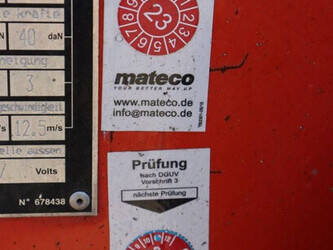 e Krafte
N 40 daN
neigung
3
geschwindigkeit
12.5 m/s
elle aussen
Volts
N° 678438
23
mateco
YOUR BETTER WAY UP
www.mateco.de
info@mateco.de
Prüfung
nach DGUV
Vorschrift 3
nächste Prüfung